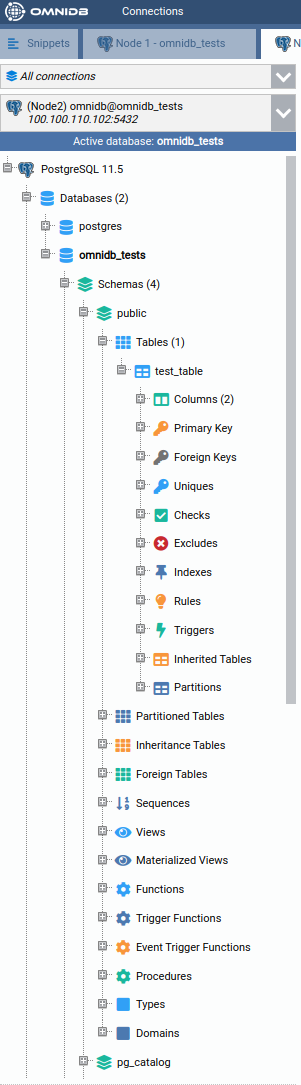 OMNIDB Connections
Snippets Node 1 - omnidb_tests N
All connections
(Node2) omnidb@omnidb_tests
100.100.110.102:5432
Active database: omnidb_tests
PostgreSQL 11.5
Databases (2)
postgres
omnidb_tests
Schemas (4)
public
Tables (1)
test_table
Columns (2)
Primary Key
Foreign Keys
Uniques
Checks
Excludes
Indexes
Rules
Triggers
Inherited Tables
Partitions
Partitioned Tables
Inheritance Tables
Foreign Tables
Sequences
Views
Materialized Views
Functions
Trigger Functions
Event Trigger Functions
Procedures
Types
Domains
pg_catalog